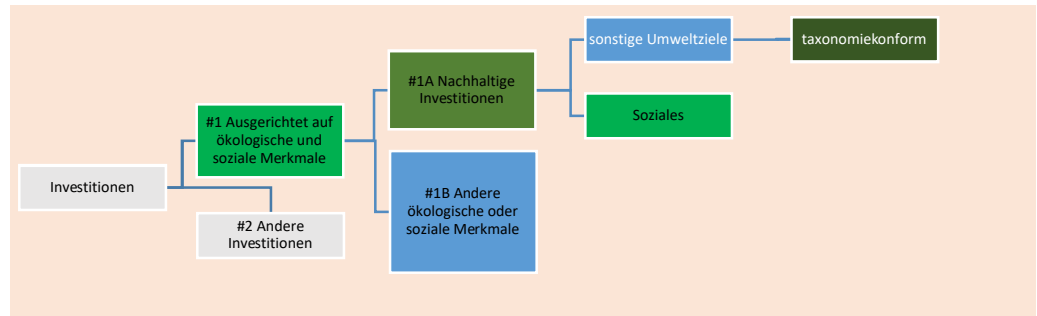 Investitionen
#1 Ausgerichtet auf
ökologische und
soziale Merkmale
#2 Andere
Investitionen
#1A Nachhaltige
Investitionen
#1B Andere
ökologische oder
soziale Merkmale
sonstige Umweltziele
Soziales
taxonomiekonform